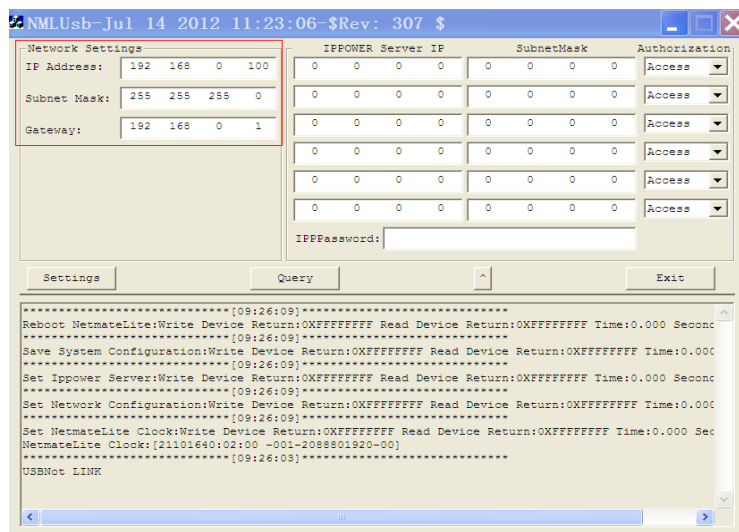 NMLUsb-Jul 14 2012 11:23:06-$Rev: 307 $
Network Settings
IP Address: 192 168 0 100
Subnet Mask: 255 255 255 0
Gateway: 192 168 0 1
IPPOWER Server IP SubnetMask Authorization
0 0 0 0 0 0 0 0 Access
0 0 0 0 0 0 0 0 Access
0 0 0 0 0 0 0 0 Access
0 0 0 0 0 0 0 0 Access
0 0 0 0 0 0 0 0 Access
0 0 0 0 0 0 0 0 Access
IPPPassword:
Settings Query ^ Exit
*****************************[09:26:09]*****************************
Reboot NetmateLite:Write Device Return:0XFFFFFFFF Read Device Return:0XFFFFFFFF Time:0.000 Second
*****************************[09:26:09]*****************************
Save System Configuration:Write Device Return:0XFFFFFFFF Read Device Return:0XFFFFFFFF Time:0.000
*****************************[09:26:09]*****************************
Set Ippower Server:Write Device Return:0XFFFFFFFF Read Device Return:0XFFFFFFFF Time:0.000 Second
*****************************[09:26:09]*****************************
Set Network Configuration:Write Device Return:0XFFFFFFFF Read Device Return:0XFFFFFFFF Time:0.000
*****************************[09:26:09]*****************************
Set NetmateLite Clock:Write Device Return:0XFFFFFFFF Read Device Return:0XFFFFFFFF Time:0.000 Sec
NetmateLite Clock:[21101640:02:00 -001-2088801920-00]
*****************************[09:26:03]*****************************
USBNot LINK